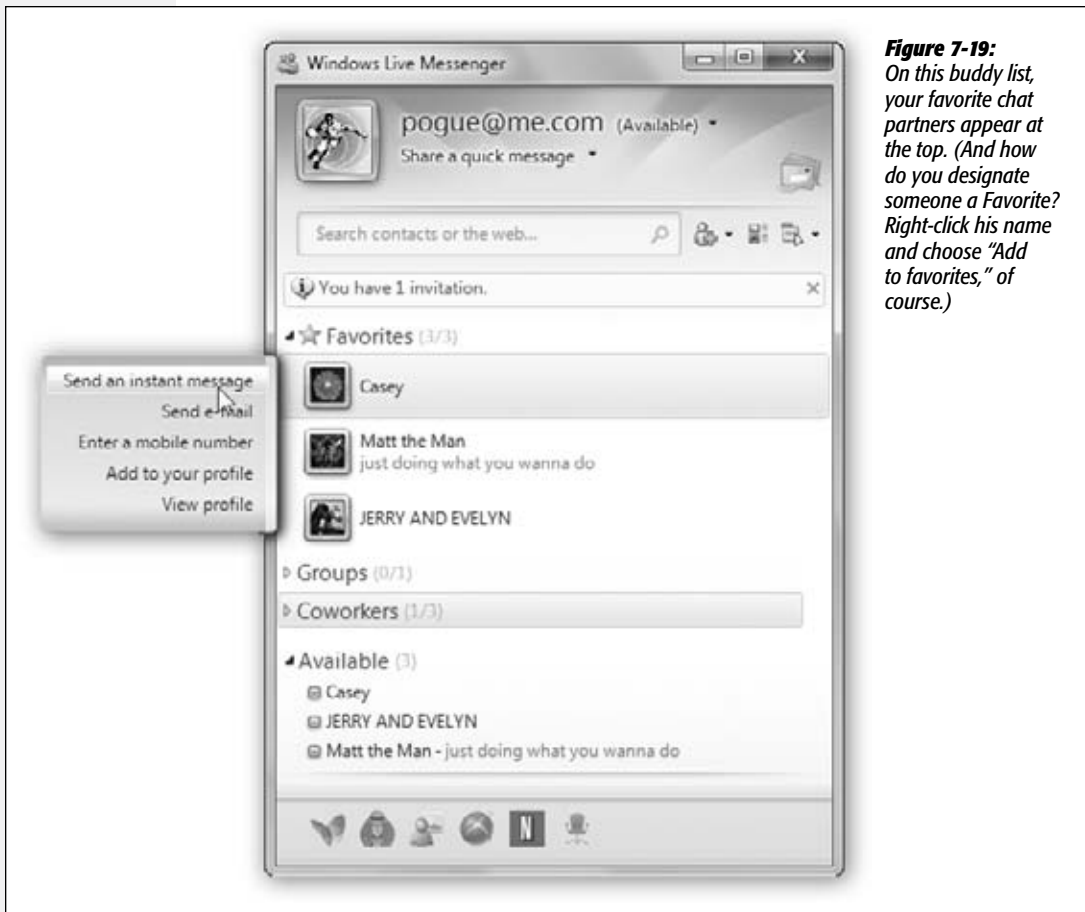 Windows Live Messenger
pogue@me.com (Available)
Share a quick message
Search contacts or the web...
You have 1 invitation.
Favorites (3/3)
Casey
Matt the Man
just doing what you wanna do
JERRY AND EVELYN
Groups (0/1)
Coworkers (1/3)
Available (3)
Casey
JERRY AND EVELYN
Matt the Man - just doing what you wanna do
N
Send an instant message
Send e-mail
Enter a mobile number
Add to your profile
View profile
Figure 7-19:
On this buddy list,
your favorite chat
partners appear at
the top. (And how
do you designate
someone a Favorite?
Right-click his name
and choose “Add
to favorites,” of
course.)